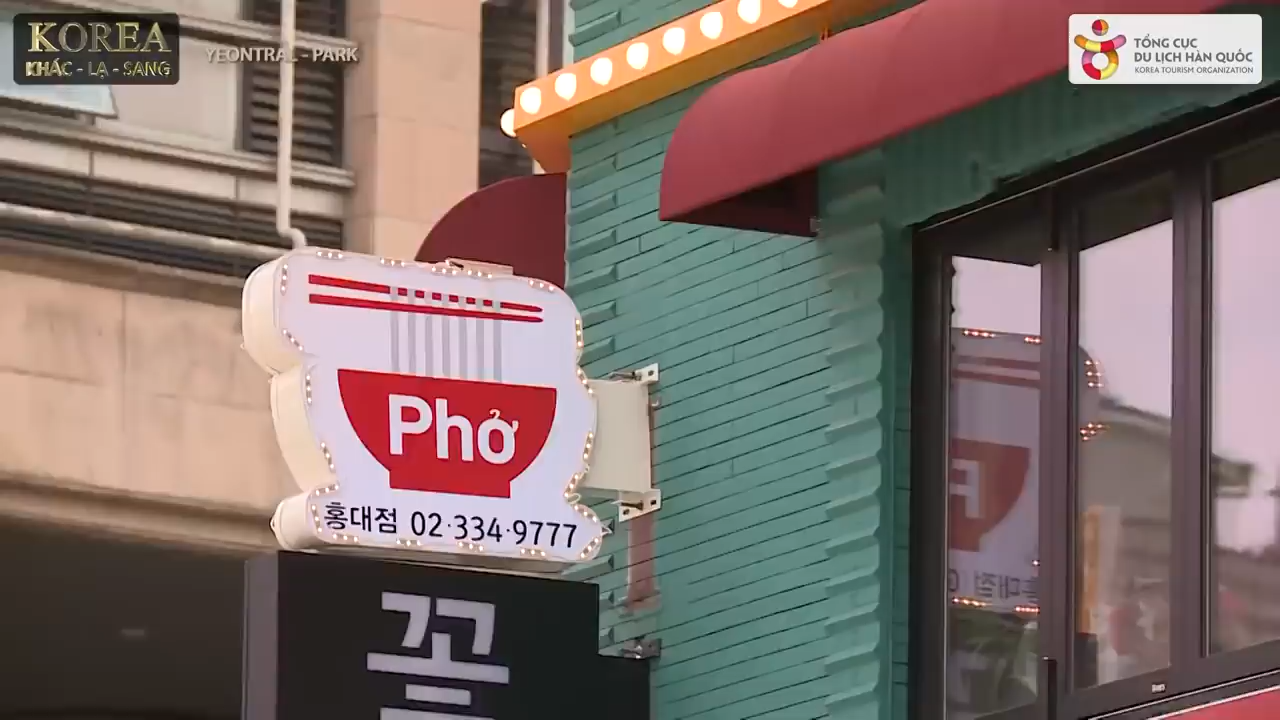 KOREA
KHÁC - LẠ - SANG
YEONTRAL - PARK
TỔNG CỤC
DU LỊCH HÀN QUỐC
KOREA TOURISM ORGANIZATION
Phở
홍대점 02·334·9777